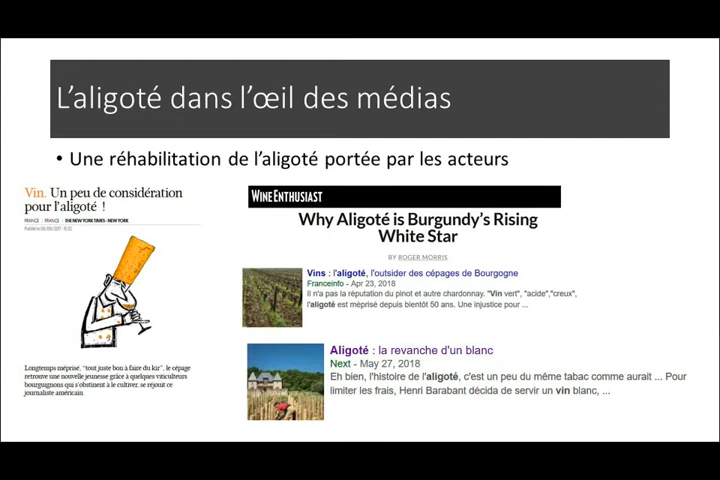 L’aligoté dans l’œil des médias
• Une réhabilitation de l’aligoté portée par les acteurs
Vin. Un peu de considération
pour l'aligoté !
FRANCE FRANCE THE NEW YORK TIMES - NEW YORK
WINE ENTHUSIAST
Why Aligoté is Burgundy's Rising
White Star
BY ROGER MORRIS
Vins : l'aligoté, l'outsider des cépages de Bourgogne
Franceinfo - Apr 23, 2018
Il n'a pas la réputation du pinot et autre chardonnay. "Vin vert", "acide","creux",
l'aligoté est méprisé depuis bientôt 50 ans. Une injustice pour ...
Aligoté : la revanche d'un blanc
Next - May 27, 2018
Eh bien, l'histoire de l'aligoté, c'est un peu du même tabac comme aurait ... Pour
limiter les frais, Henri Barabant décida de servir un vin blanc, ...
Longtemps méprisé, "tout juste bon à faire du kir", le cépage
retrouve une nouvelle jeunesse grâce à quelques viticulteurs
bourguignons qui s'obstinent à le cultiver, se réjouit ce
journaliste américain.